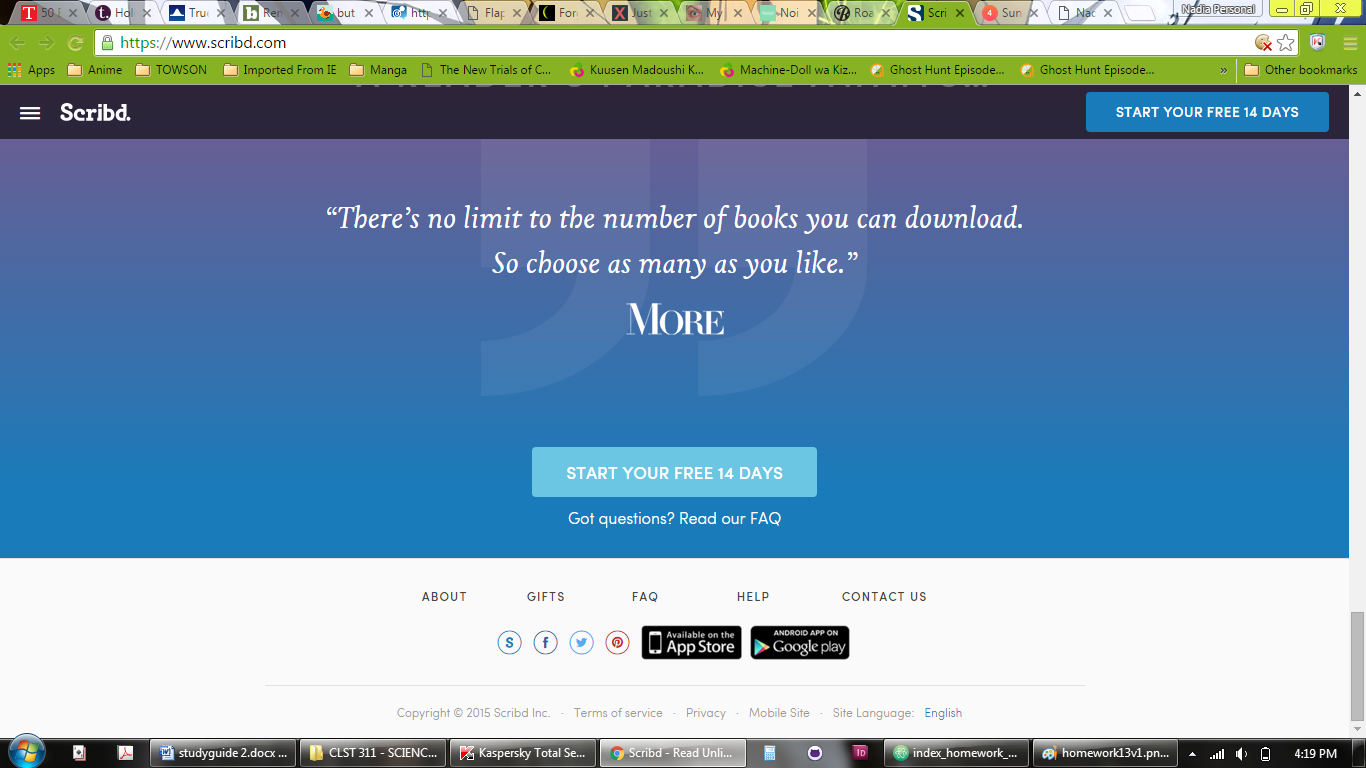 50
Hol
Tru
Ren
but
http
Flap
For
Just
My
Noi
Roa
Scri
Sun
Nac
Nadia Personal
https://www.scribd.com
Apps
Anime
TOWSON
Imported From IE
Manga
The New Trials of C...
Kuusen Madoushi K...
Machine-Doll wa Kiz...
Ghost Hunt Episode...
Ghost Hunt Episode...
»
Other bookmarks
Scribd.
START YOUR FREE 14 DAYS
“There’s no limit to the number of books you can download.
So choose as many as you like.”
MORE
START YOUR FREE 14 DAYS
Got questions? Read our FAQ
ABOUT GIFTS FAQ HELP CONTACT US
Available on the
App Store
ANDROID APP ON
Google play
Copyright © 2015 Scribd Inc. · Terms of service · Privacy · Mobile Site · Site Language: English
studyguide 2.docx ...
CLST 311 - SCIENC...
Kaspersky Total Se...
Scribd - Read Unli...
index_homework_...
homework13v1.pn...
4:19 PM